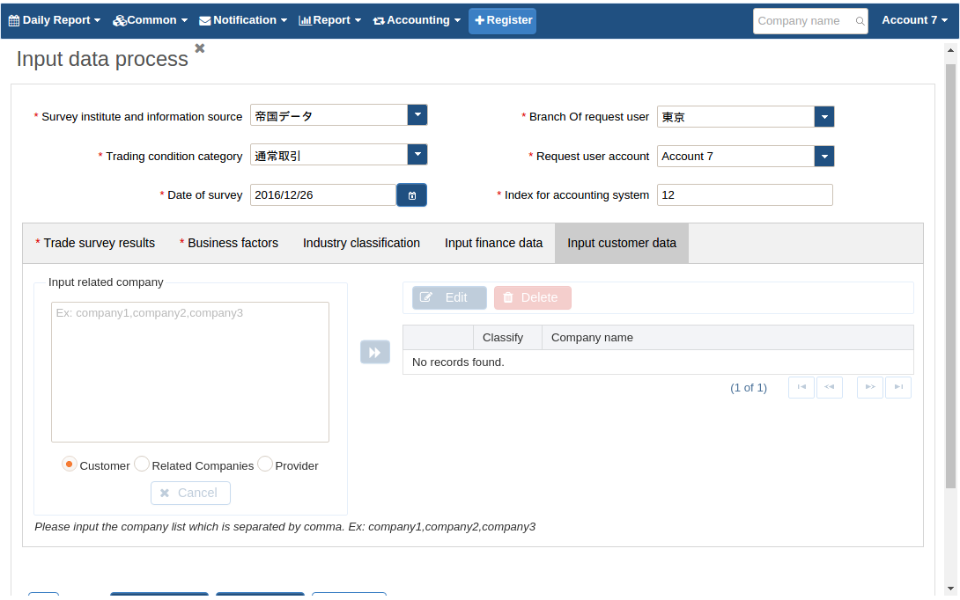 Daily Report Common Notification Report Accounting Register Company name Account 7
Input data process
* Survey institute and information source 帝国データ * Branch Of request user 東京
* Trading condition category 通常取引 * Request user account Account 7
* Date of survey 2016/12/26 * Index for accounting system 12
* Trade survey results * Business factors Industry classification Input finance data Input customer data
Input related company
Ex: company1,company2,company3
Edit Delete
Classify Company name
No records found.
(1 of 1)
Customer Related Companies Provider
Cancel
Please input the company list which is separated by comma. Ex: company1,company2,company3